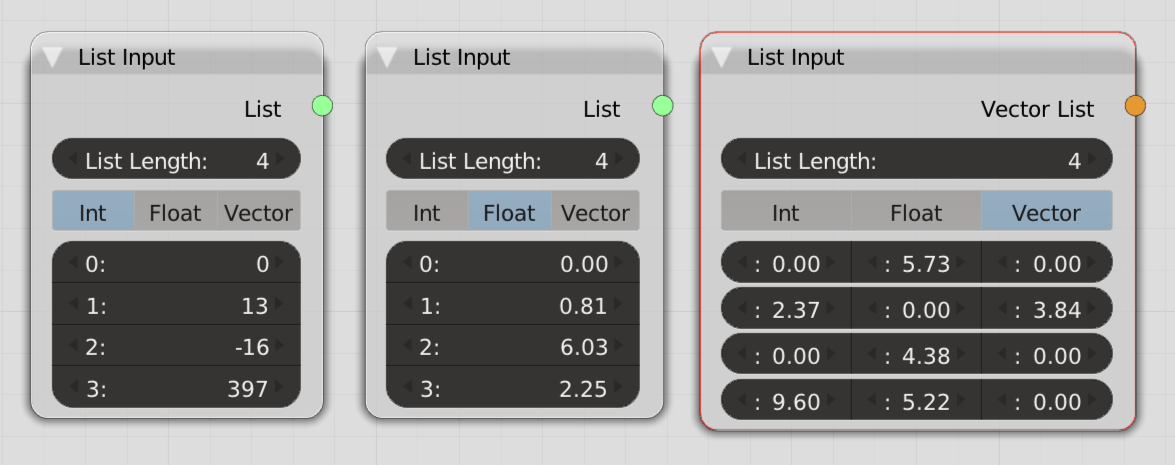 List Input
List
List Length: 4
Int Float Vector
0: 0
1: 13
2: -16
3: 397
List Input
List
List Length: 4
Int Float Vector
0: 0.00
1: 0.81
2: 6.03
3: 2.25
List Input
Vector List
List Length: 4
Int Float Vector
: 0.00 : 5.73 : 0.00
: 2.37 : 0.00 : 3.84
: 0.00 : 4.38 : 0.00
: 9.60 : 5.22 : 0.00